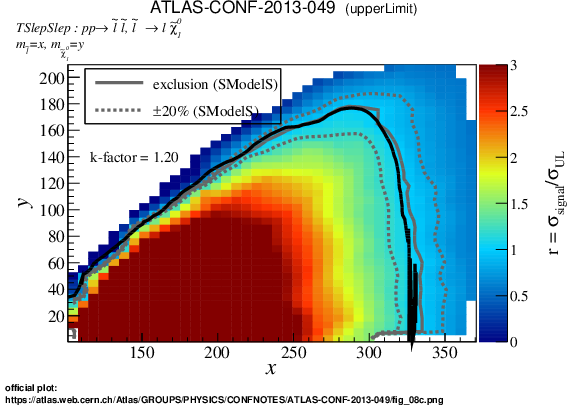 ATLAS-CONF-2013-049 (upperLimit)
TSlepSlep : pp→ l̃ l̃, l̃ → l χ̃₁⁰
m_l̃=x, m_χ̃₁⁰=y
exclusion (SModelS)
±20% (SModelS)
k-factor = 1.20
y
200
180
160
140
120
100
80
60
40
20
150
200
250
300
350
x
3
2.5
2
1.5
1
0.5
0
r = σ_signal/σ_UL
official plot:
https://atlas.web.cern.ch/Atlas/GROUPS/PHYSICS/CONFNOTES/ATLAS-CONF-2013-049/fig_08c.png